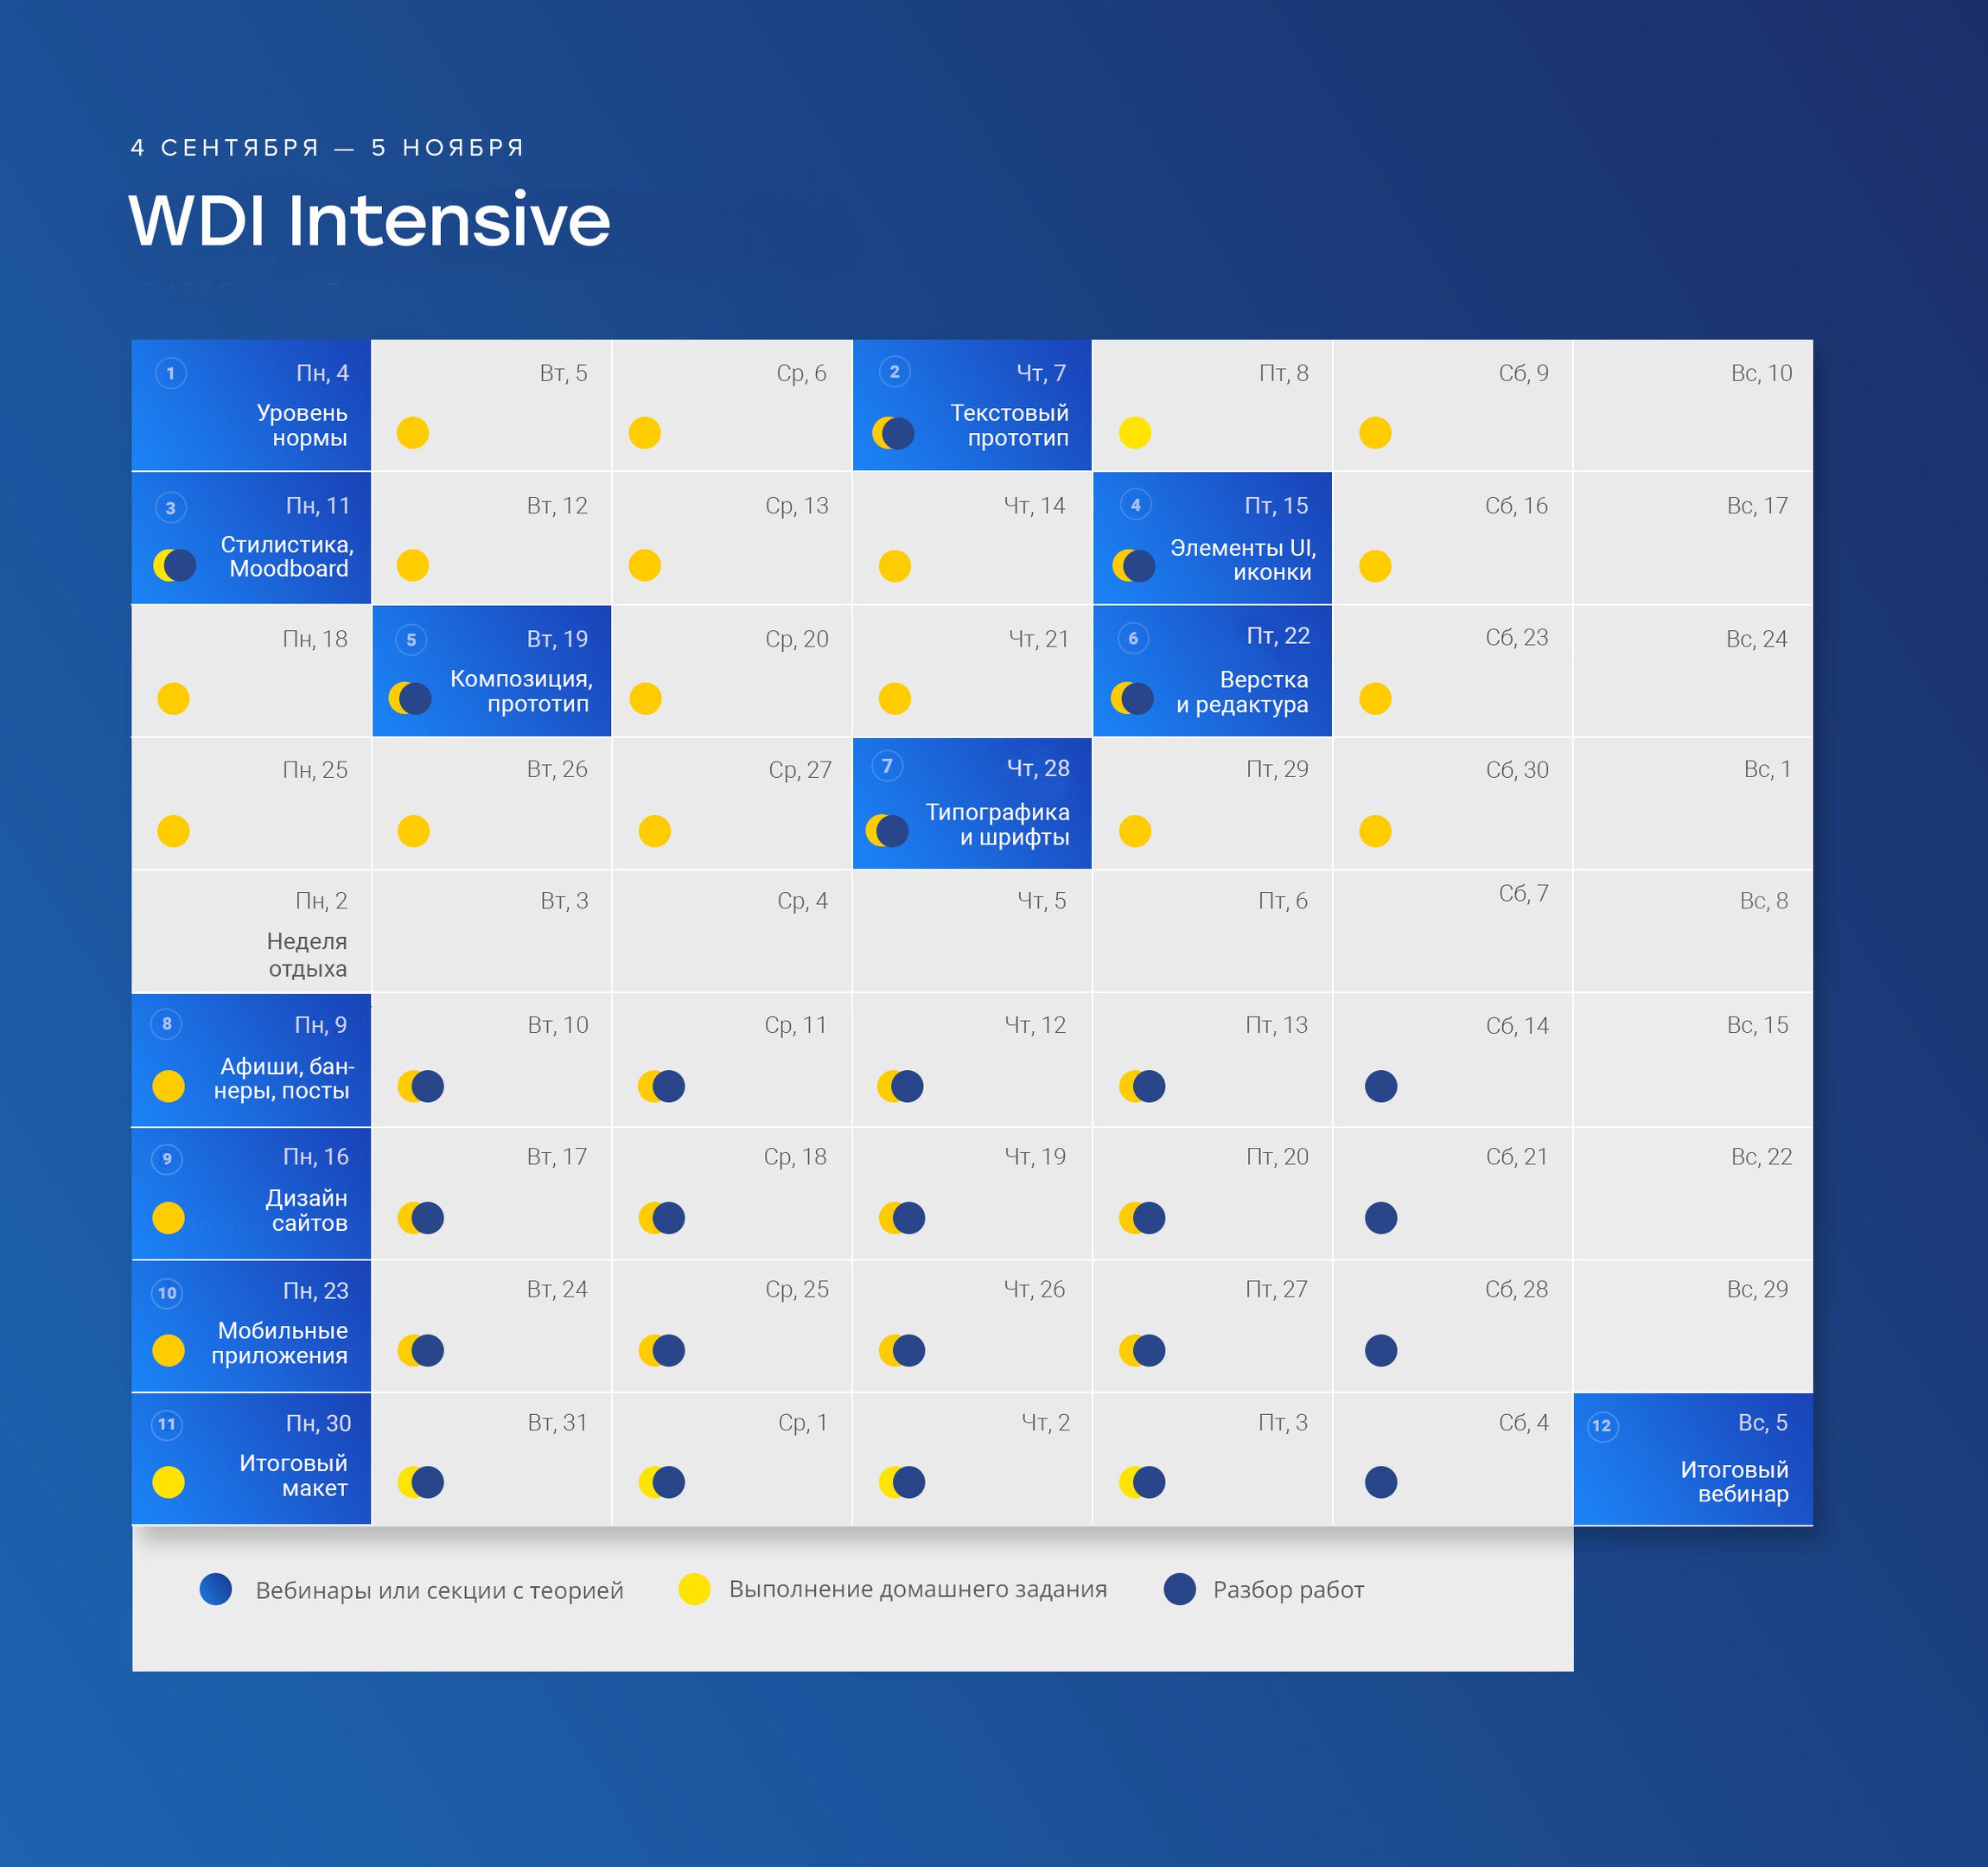 4 СЕНТЯБРЯ — 5 НОЯБРЯ
WDI Intensive
1 Пн, 4
Уровень
нормы
Вт, 5
Ср, 6
2 Чт, 7
Текстовый
прототип
Пт, 8
Сб, 9
Вс, 10
3 Пн, 11
Стилистика,
Moodboard
Вт, 12
Ср, 13
Чт, 14
4 Пт, 15
Элементы UI,
иконки
Сб, 16
Вс, 17
Пн, 18
5 Вт, 19
Композиция,
прототип
Ср, 20
Чт, 21
6 Пт, 22
Верстка
и редактура
Сб, 23
Вс, 24
Пн, 25
Вт, 26
Ср, 27
7 Чт, 28
Типографика
и шрифты
Пт, 29
Сб, 30
Вс, 1
Пн, 2
Неделя
отдыха
Вт, 3
Ср, 4
Чт, 5
Пт, 6
Сб, 7
Вс, 8
8 Пн, 9
Афиши, бан-
неры, посты
Вт, 10
Ср, 11
Чт, 12
Пт, 13
Сб, 14
Вс, 15
9 Пн, 16
Дизайн
сайтов
Вт, 17
Ср, 18
Чт, 19
Пт, 20
Сб, 21
Вс, 22
10 Пн, 23
Мобильные
приложения
Вт, 24
Ср, 25
Чт, 26
Пт, 27
Сб, 28
Вс, 29
11 Пн, 30
Итоговый
макет
Вт, 31
Ср, 1
Чт, 2
Пт, 3
Сб, 4
12 Вс, 5
Итоговый
вебинар
Вебинары или секции с теорией
Выполнение домашнего задания
Разбор работ